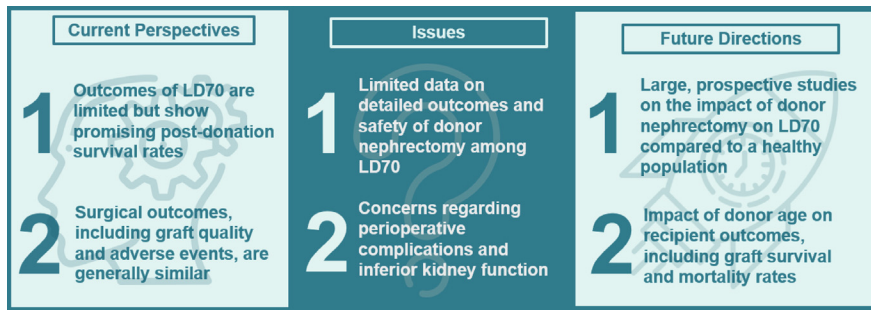 Current Perspectives
1
Outcomes of LD70 are
limited but show
promising post-donation
survival rates
2
Surgical outcomes,
including graft quality
and adverse events, are
generally similar
Issues
1
Limited data on
detailed outcomes and
safety of donor
nephrectomy among
LD70
2
Concerns regarding
perioperative
complications and
inferior kidney function
Future Directions
1
Large, prospective studies
on the impact of donor
nephrectomy on LD70
compared to a healthy
population
2
Impact of donor age on
recipient outcomes,
including graft survival
and mortality rates